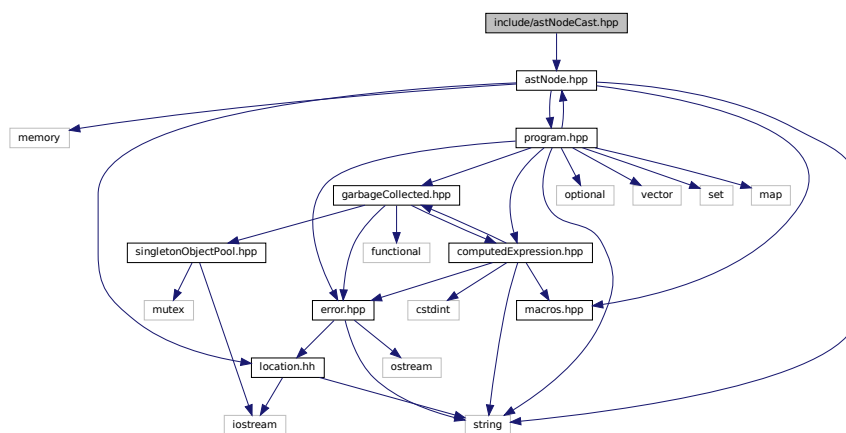 include/astNodeCast.hpp
astNode.hpp
memory
program.hpp
garbageCollected.hpp
optional
vector
set
map
singletonObjectPool.hpp
functional
computedExpression.hpp
mutex
error.hpp
cstdint
macros.hpp
location.hh
ostream
iostream
string